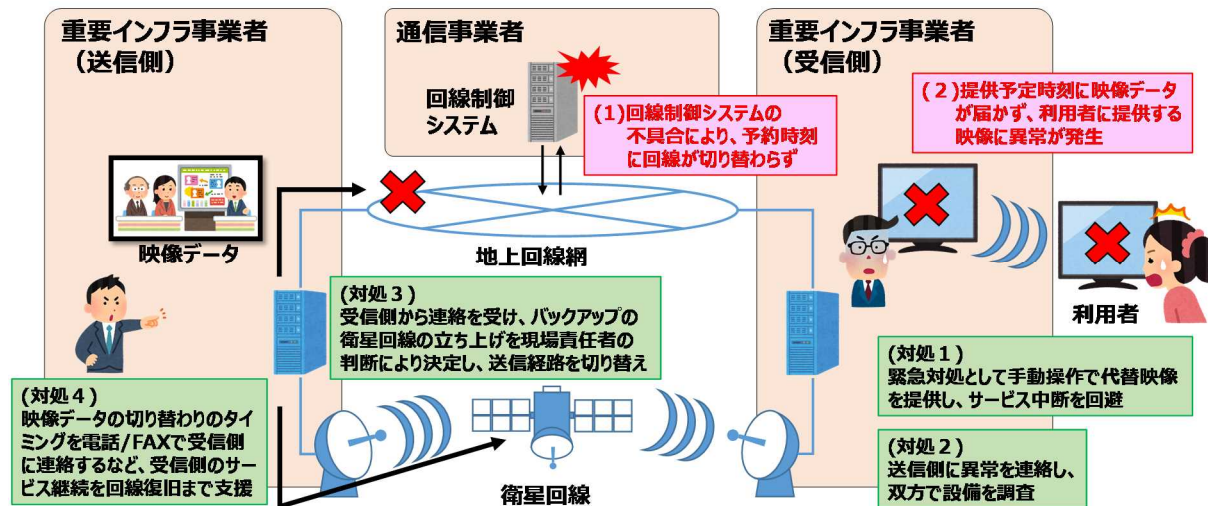 重要インフラ事業者
（送信側）
通信事業者
重要インフラ事業者
（受信側）
回線制御
システム
(１)回線制御システムの
不具合により、予約時刻
に回線が切り替わらず
(２)提供予定時刻に映像データ
が届かず、利用者に提供する
映像に異常が発生
映像データ
地上回線網
利用者
(対処３)
受信側から連絡を受け、バックアップの
衛星回線の立ち上げを現場責任者の
判断により決定し、送信経路を切り替え
(対処１)
緊急対処として手動操作で代替映像
を提供し、サービス中断を回避
(対処４)
映像データの切り替わりのタイ
ミングを電話/FAXで受信側
に連絡するなど、受信側のサー
ビス継続を回線復旧まで支援
(対処２)
送信側に異常を連絡し、
双方で設備を調査
衛星回線